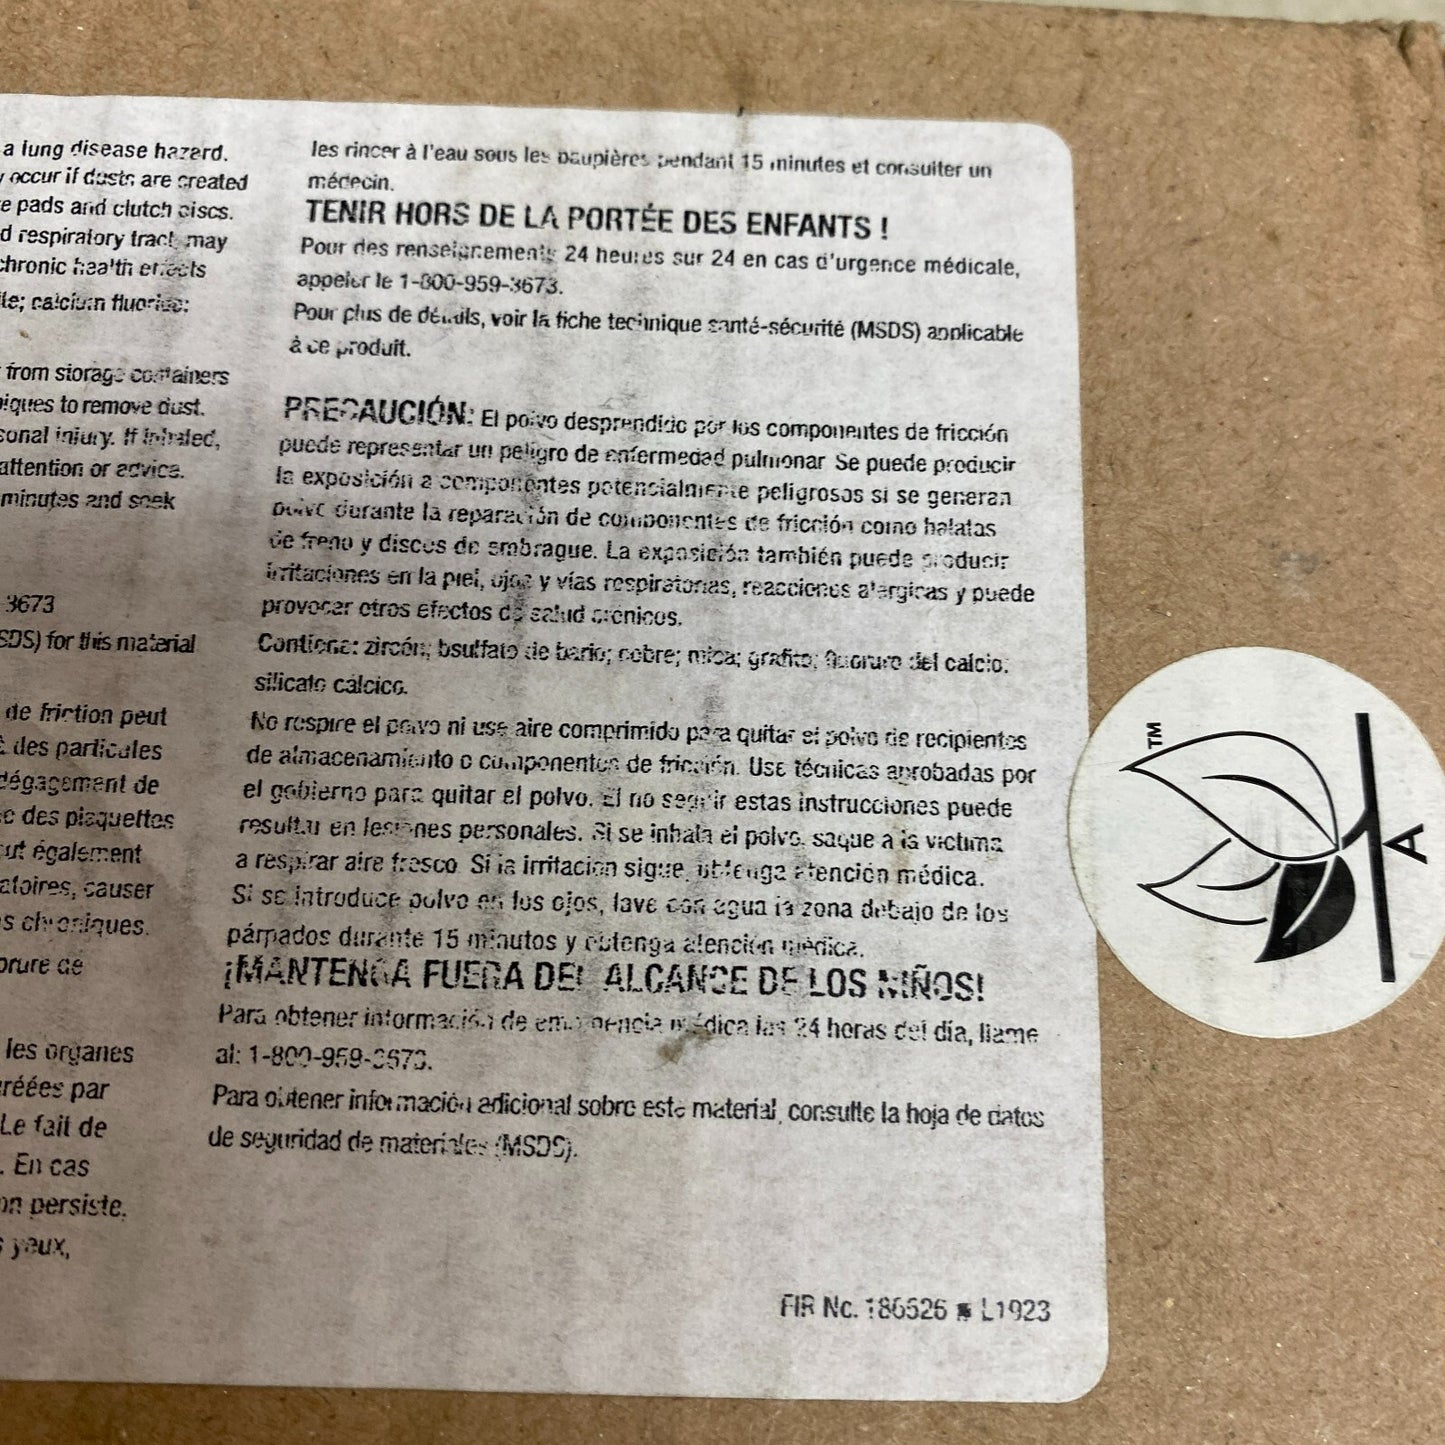 a lung disease hazard.
occur if dusts are created
pads and clutch discs.
respiratory tract may
chronic health effects
calcium fluoride;
from storage containers
to remove dust.
injury. If inhaled,
attention or advice.
minutes and seek
3673
for this material
de friction peut
des particules
dégagement de
des plaquettes
également
causer
chroniques.
de
les organes
par
Le fait de
. En cas
persiste,
yeux,
les rincer à l'eau sous les paupières pendant 15 minutes et consulter un
médecin.
TENIR HORS DE LA PORTÉE DES ENFANTS !
Pour des renseignements 24 heures sur 24 en cas d'urgence médicale,
appeler le 1-800-959-3673.
Pour plus de détails, voir la fiche technique santé-sécurité (MSDS) applicable
à ce produit.
PRECAUCIÓN: El polvo desprendido por los componentes de fricción
puede representar un peligro de enfermedad pulmonar Se puede producir
la exposición a componentes potencialmente peligrosos si se generan
polvo durante la reparación de componentes de fricción como balatas
de freno y discos de embrague. La exposición también puede producir
irritaciones en la piel, ojos y vías respiratorias, reacciones alergicas y puede
provocar otros efectos de salud crónicos.
Contiene: zircón; bsulfato de bario; cobre; mica; grafito; fluoruro del calcio;
silicato cálcico.
No respire el polvo ni use aire comprimido para quitar el polvo de recipientes
de almacenamiento o componentes de fricción. Use técnicas aprobadas por
el gobierno para quitar el polvo. El no seguir estas instrucciones puede
resultar en lesiones personales. Si se inhala el polvo, saque a la victima
a respirar aire fresco. Si la irritación sigue, obtenga atención médica.
Si se introduce polvo en los ojos, lave con agua la zona debajo de los
párpados durante 15 minutos y obtenga atención médica.
¡MANTENGA FUERA DEL ALCANCE DE LOS NIÑOS!
Para obtener información de emergencia médica las 24 horas del día, llame
al: 1-800-959-3673.
Para obtener información adicional sobre este material, consulte la hoja de datos
de seguridad de materiales (MSDS).
FIR No. 186526 L1023
TM
A